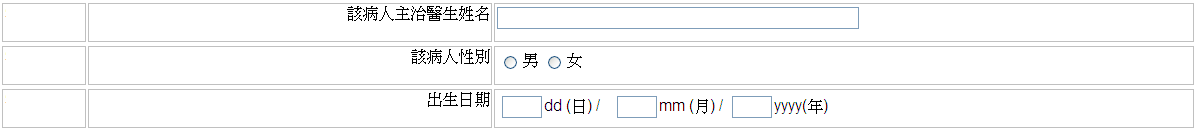 該病人主治醫生姓名
該病人性別 男 女
出生日期 dd (日) / mm (月) / yyyy(年)